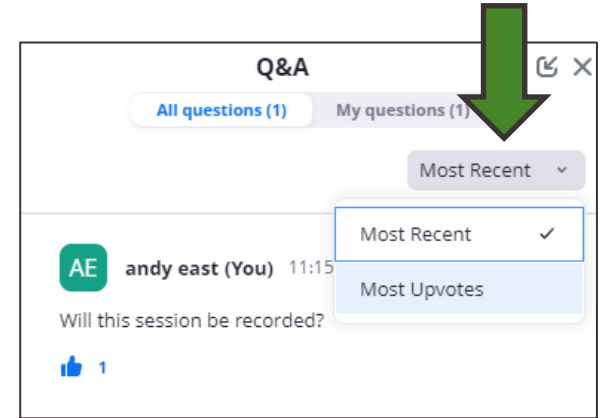 Q&A
All questions (1) My questions (1)
Most Recent
Most Recent
Most Upvotes
AE andy east (You) 11:15
Will this session be recorded?
1